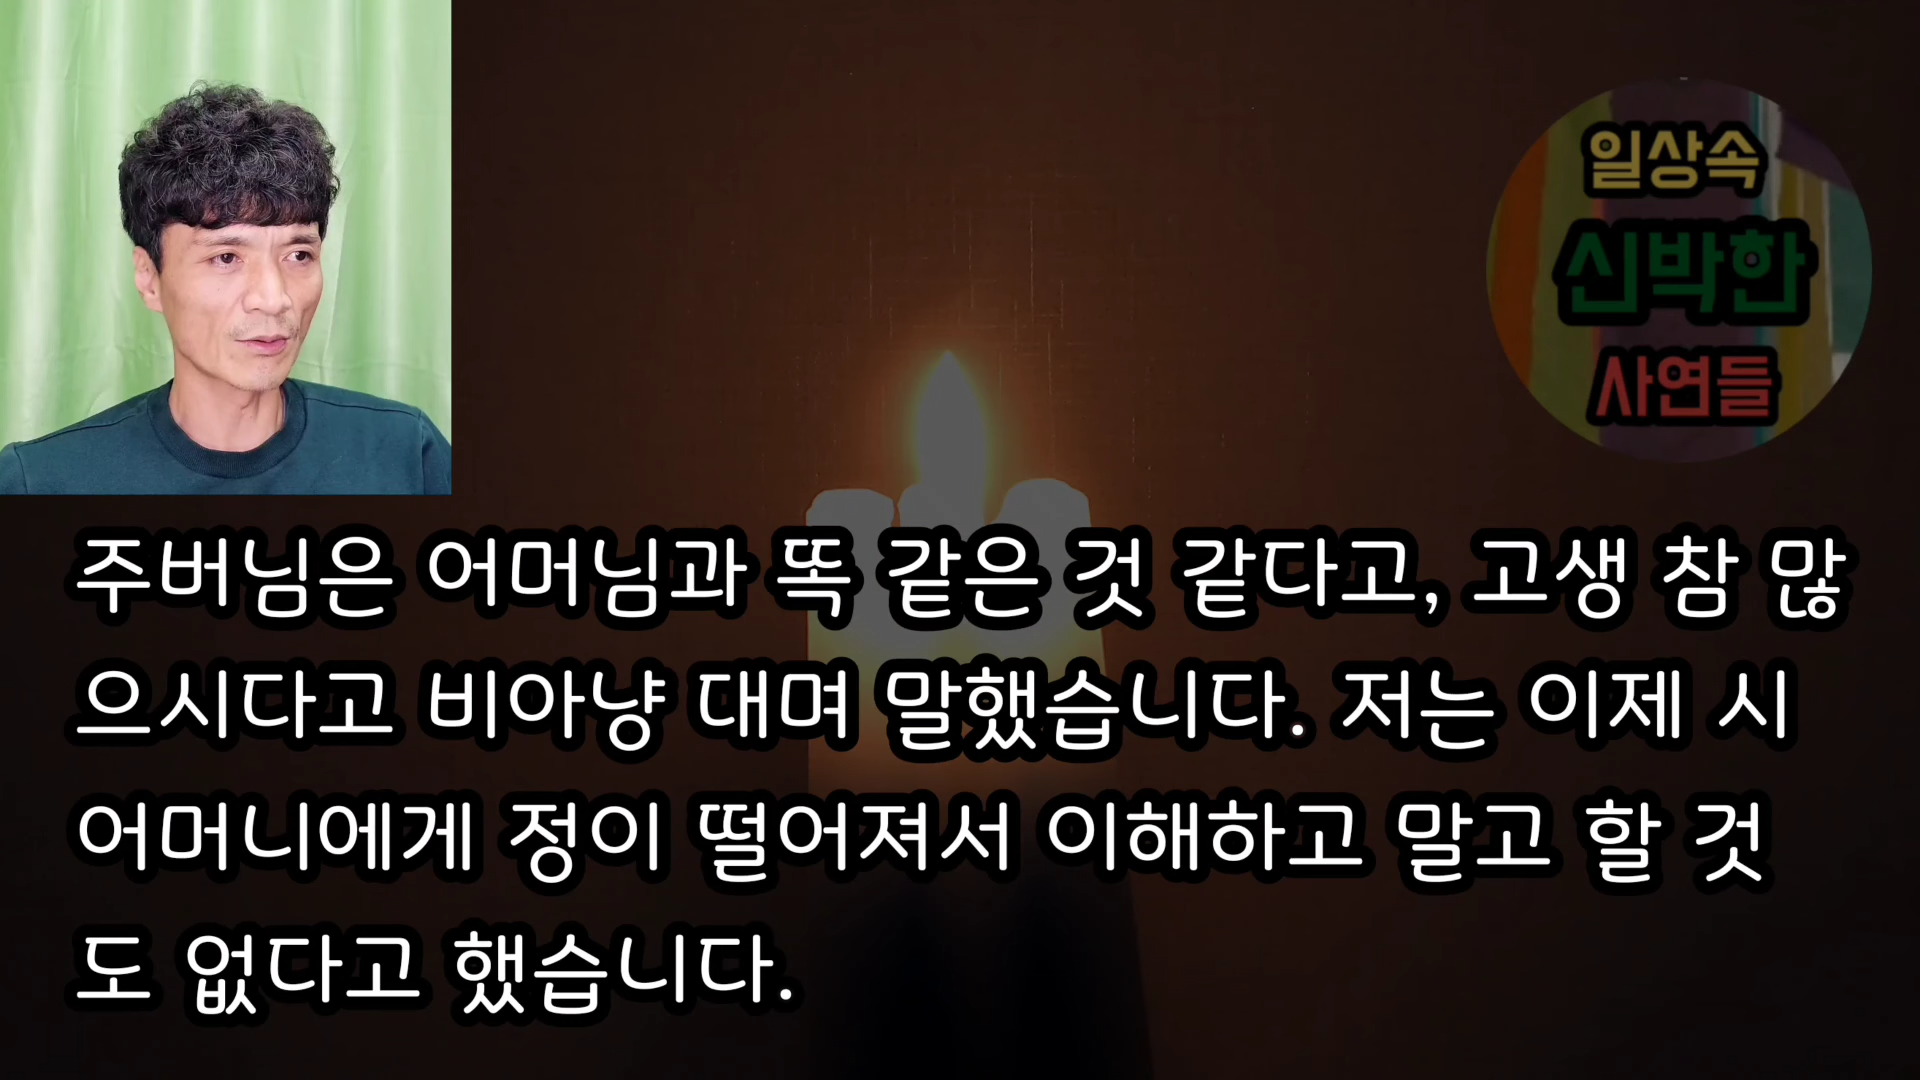 일상속
신박한
사연들
주버님은 어머님과 똑 같은 것 같다고, 고생 참 많
으시다고 비아냥 대며 말했습니다. 저는 이제 시
어머니에게 정이 떨어져서 이해하고 말고 할 것
도 없다고 했습니다.